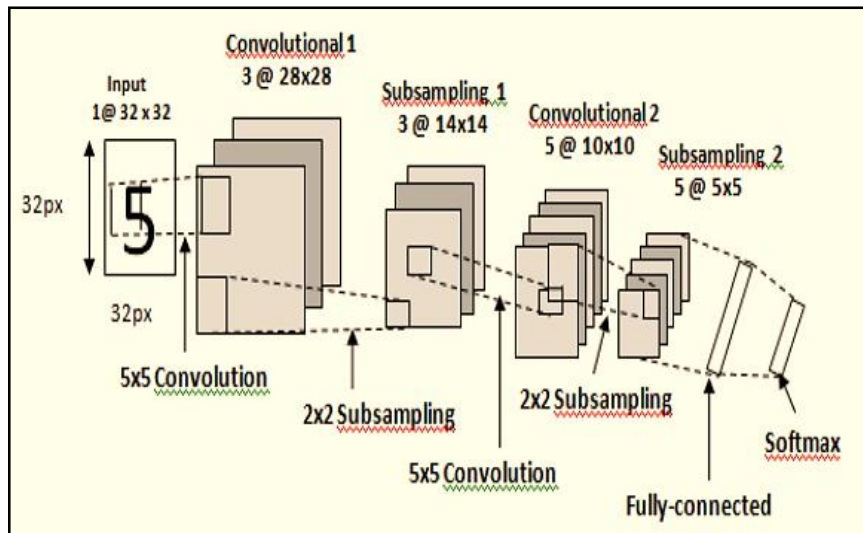 Convolutional 1
3 @ 28x28
Input
1@ 32 x 32
Subsampling 1
3 @ 14x14
Convolutional 2
5 @ 10x10
Subsampling 2
5 @ 5x5
32px
5
32px
5x5 Convolution
2x2 Subsampling
2x2 Subsampling
5x5 Convolution
Softmax
Fully-connected